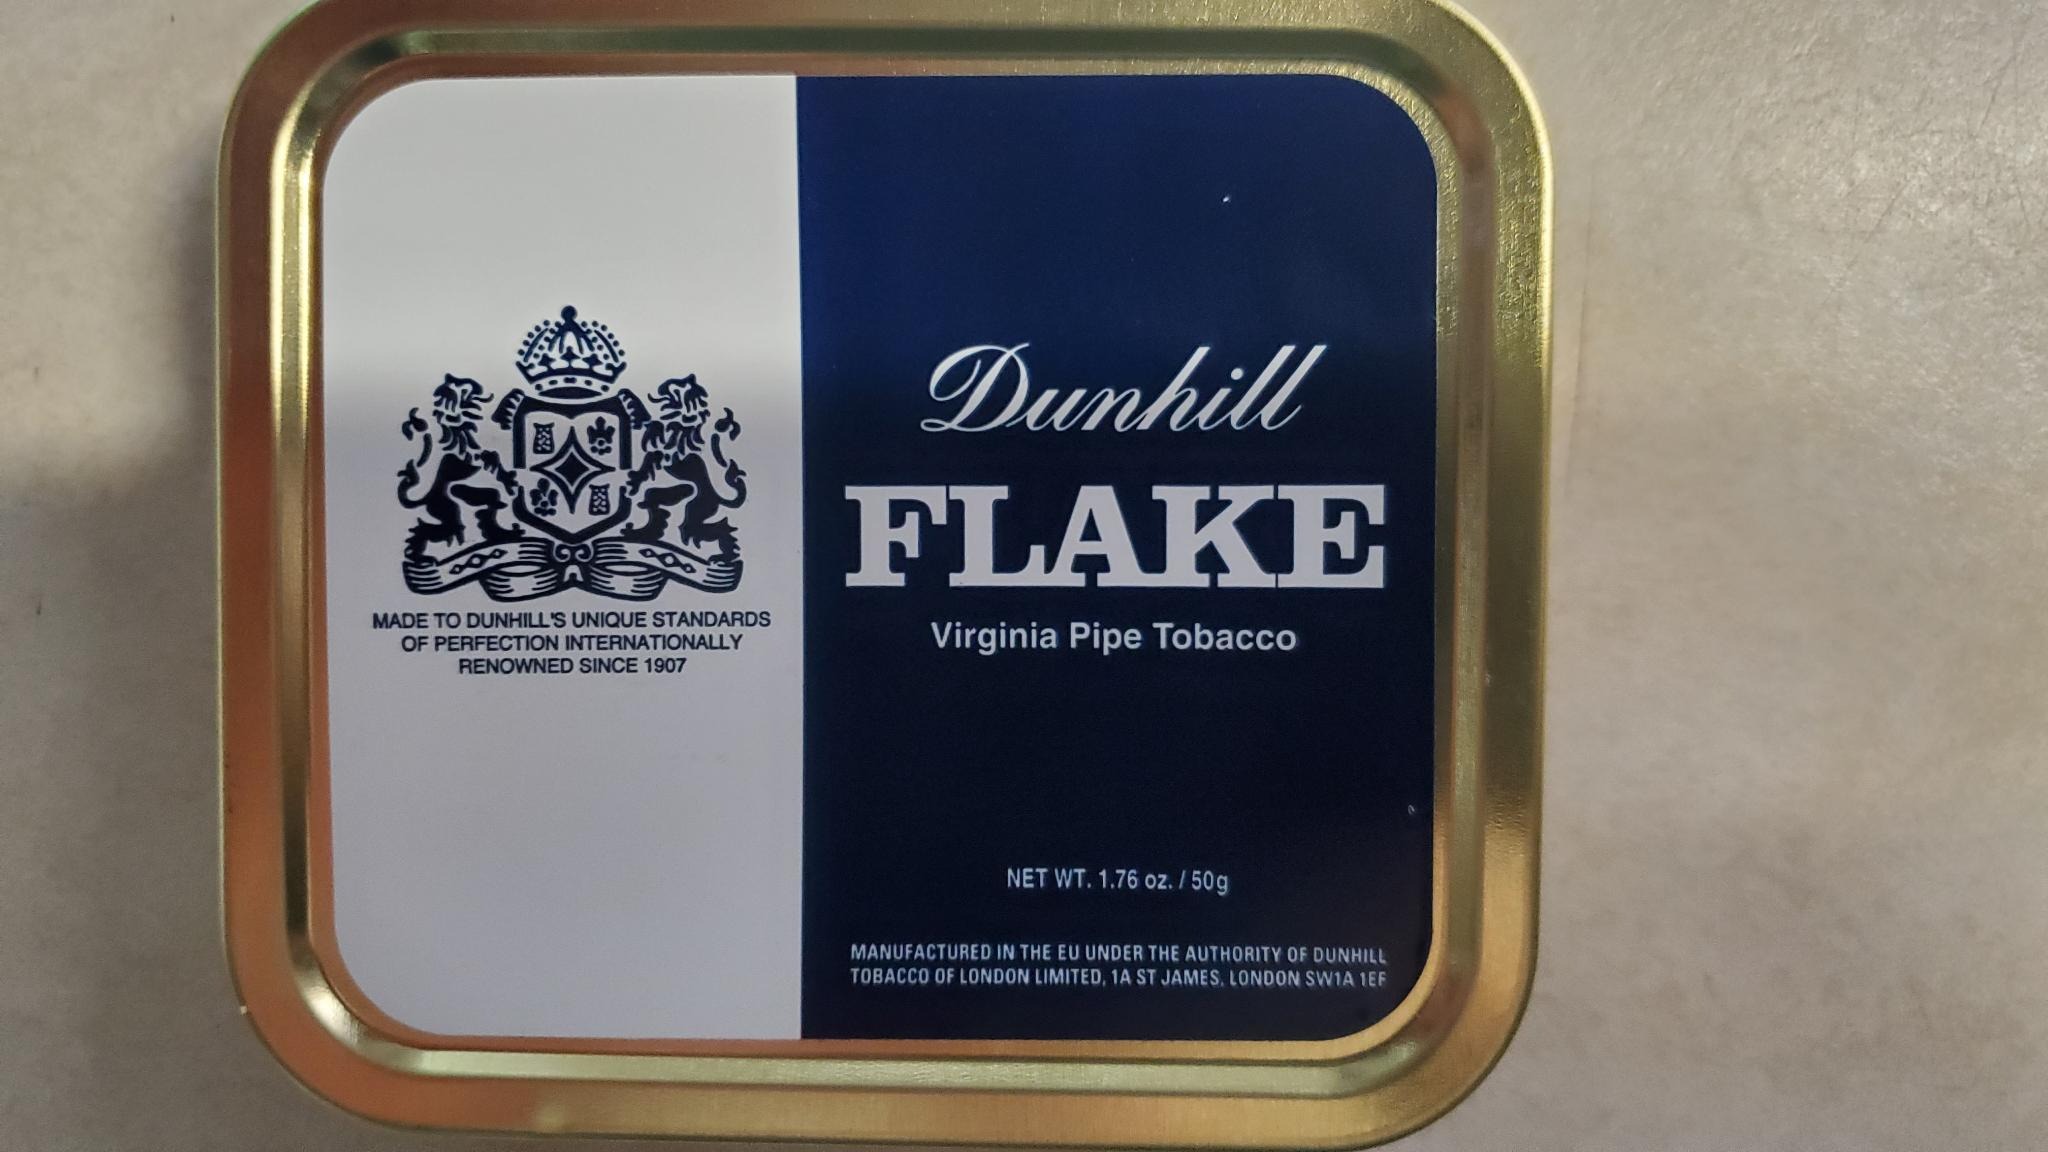 MADE TO DUNHILL'S UNIQUE STANDARDS
OF PERFECTION INTERNATIONALLY
RENOWNED SINCE 1907
Dunhill
FLAKE
Virginia Pipe Tobacco
NET WT. 1.76 oz. / 50g
MANUFACTURED IN THE EU UNDER THE AUTHORITY OF DUNHILL
TOBACCO OF LONDON LIMITED, 1A ST JAMES, LONDON SW1A 1EF